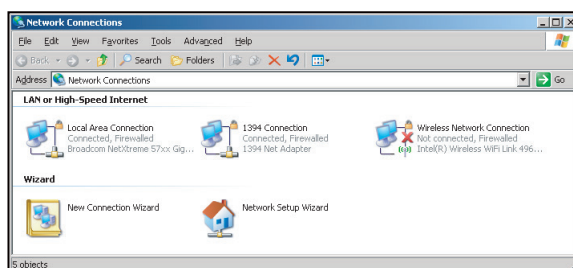 Network Connections
File Edit View Favorites Tools Advanced Help
Back Search Folders
Address Network Connections Go
LAN or High-Speed Internet
Local Area Connection
Connected, Firewalled
Broadcom NetXtreme 57xx Gig...
1394 Connection
Connected, Firewalled
1394 Net Adapter
Wireless Network Connection
Not connected, Firewalled
Intel(R) Wireless WiFi Link 496...
Wizard
New Connection Wizard
Network Setup Wizard
5 objects